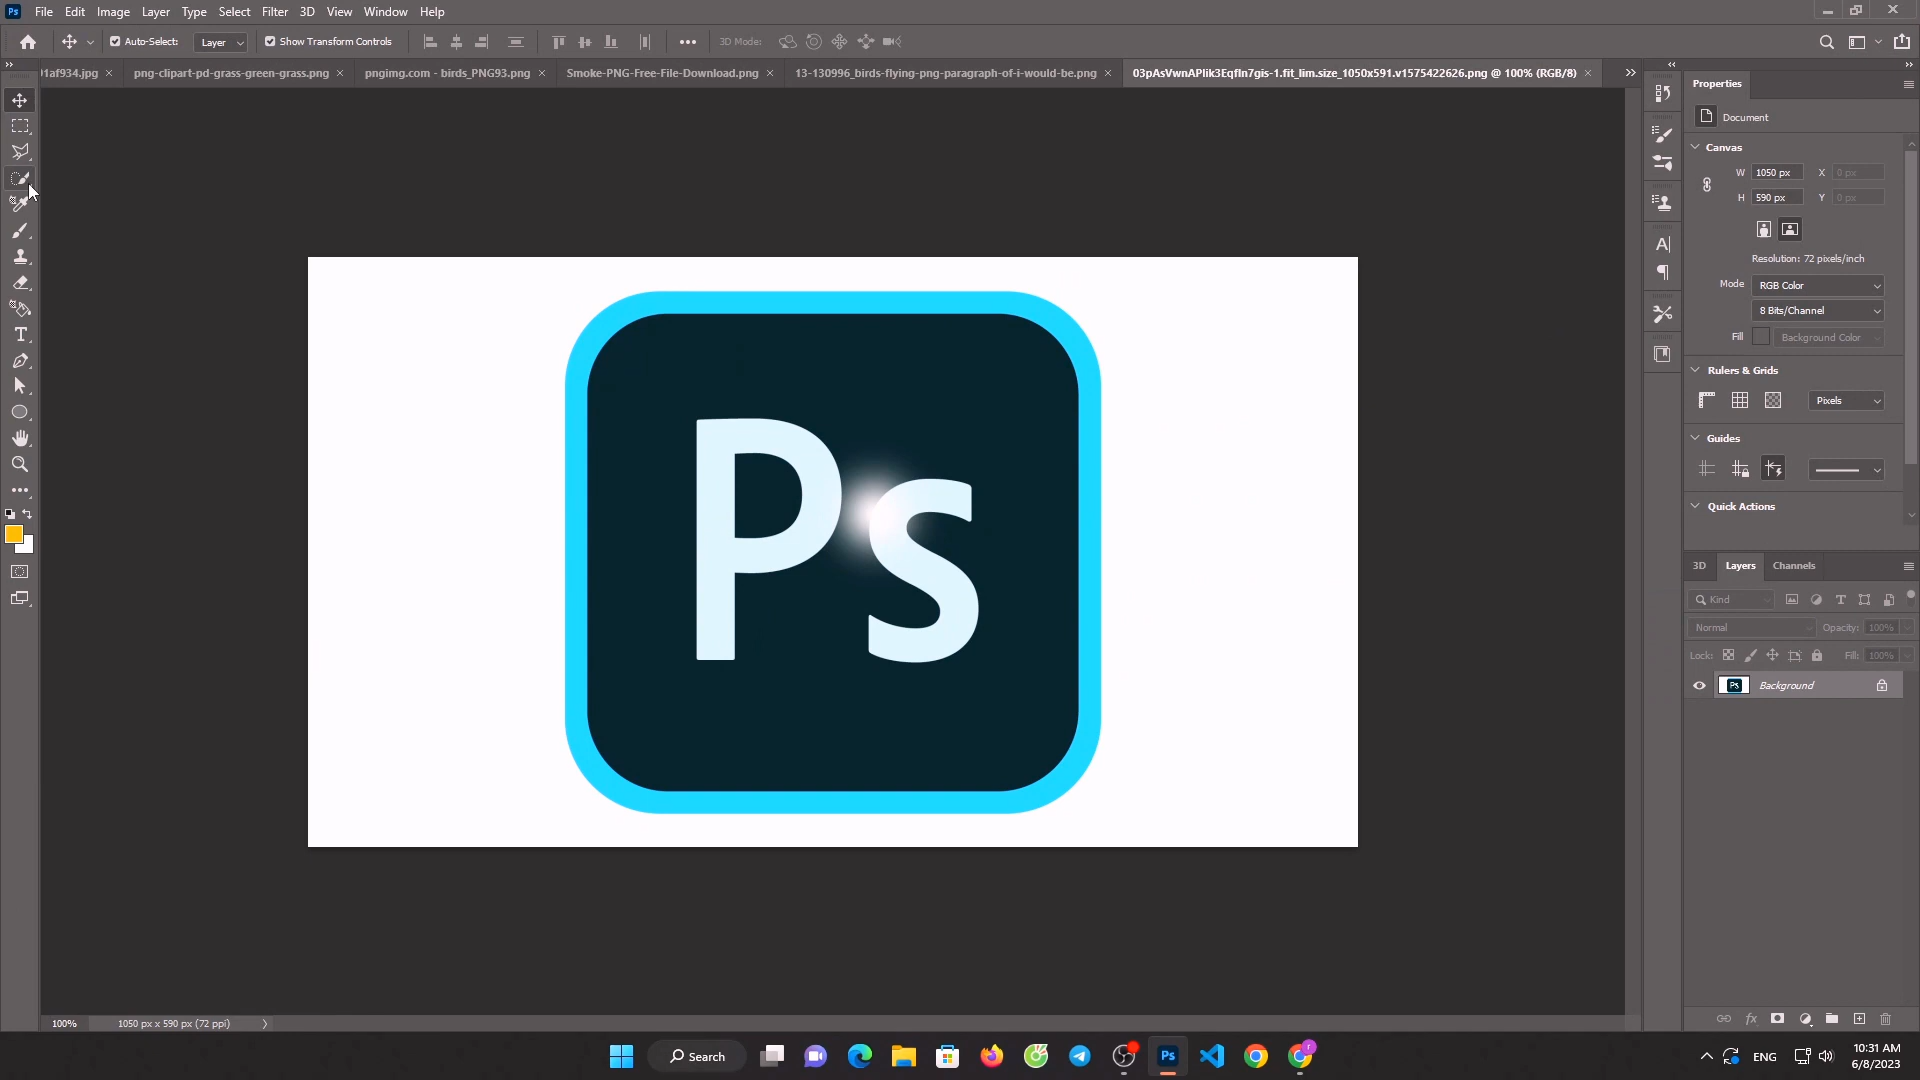 Ps File Edit Image Layer Type Select Filter 3D View Window Help
Auto-Select: Layer Show Transform Controls 3D Mode:
l1af934.jpg png-clipart-pd-grass-green-grass.png pngimg.com - birds_PNG93.png Smoke-PNG-Free-File-Download.png 13-130996_birds-flying-png-paragraph-of-i-would-be.png 03pAsVwnAPlik3EqfIn7gis-1.fit_lim.size_1050x591.v1575422626.png @ 100% (RGB/8)
Properties
Document
Canvas
W 1050 px X 0 px
H 590 px Y 0 px
Resolution: 72 pixels/inch
Mode RGB Color
8 Bits/Channel
Fill Background Color
Rulers & Grids
Pixels
Guides
Quick Actions
3D Layers Channels
Kind
Normal Opacity: 100%
Lock: Fill: 100%
Ps Background
Ps
100% 1050 px x 590 px (72 ppi)
Search Ps r ENG 10:31 AM
6/8/2023